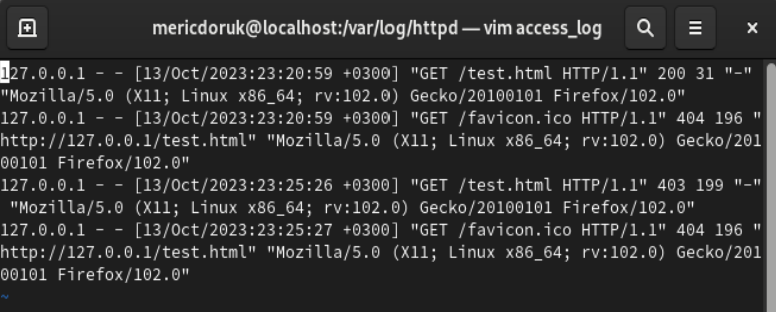 mericdoruk@localhost:/var/log/httpd — vim access_log
127.0.0.1 - - [13/Oct/2023:23:20:59 +0300] "GET /test.html HTTP/1.1" 200 31 "-"
"Mozilla/5.0 (X11; Linux x86_64; rv:102.0) Gecko/20100101 Firefox/102.0"
127.0.0.1 - - [13/Oct/2023:23:20:59 +0300] "GET /favicon.ico HTTP/1.1" 404 196 "
http://127.0.0.1/test.html" "Mozilla/5.0 (X11; Linux x86_64; rv:102.0) Gecko/201
00101 Firefox/102.0"
127.0.0.1 - - [13/Oct/2023:23:25:26 +0300] "GET /test.html HTTP/1.1" 403 199 "-"
 "Mozilla/5.0 (X11; Linux x86_64; rv:102.0) Gecko/20100101 Firefox/102.0"
127.0.0.1 - - [13/Oct/2023:23:25:27 +0300] "GET /favicon.ico HTTP/1.1" 404 196 "
http://127.0.0.1/test.html" "Mozilla/5.0 (X11; Linux x86_64; rv:102.0) Gecko/201
00101 Firefox/102.0"
~